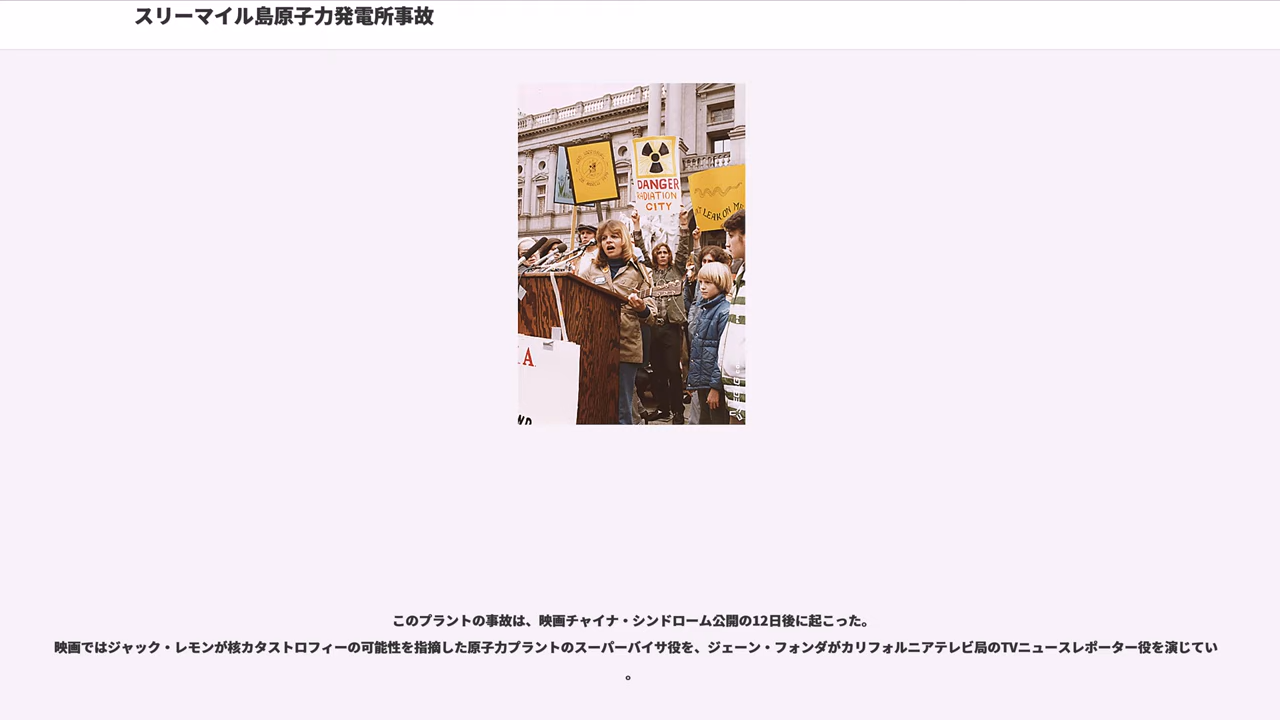 スリーマイル島原子力発電所事故
DANGER
RADIATION
CITY
LEAK ON
A
このプラントの事故は、映画チャイナ・シンドローム公開の12日後に起こった。
映画ではジャック・レモンが核カタストロフィーの可能性を指摘した原子力プラントのスーパーバイサ役を、ジェーン・フォンダがカリフォルニアテレビ局のTVニュースレポーター役を演じてい
。